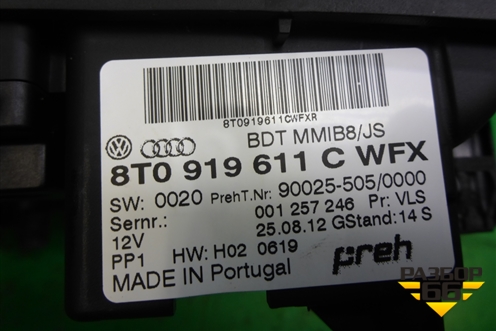 8T0919611CWFXR
BDT MMIB8/JS
8T0 919 611 C WFX
SW: 0020 PrehT.Nr: 90025-505/0000
Sernr.: 001 257 246 Pr: VLS
12V 25.08.12 GStand: 14 S
PP1 HW: H02 0619
preh
MADE IN Portugal
РАЗБОР
66